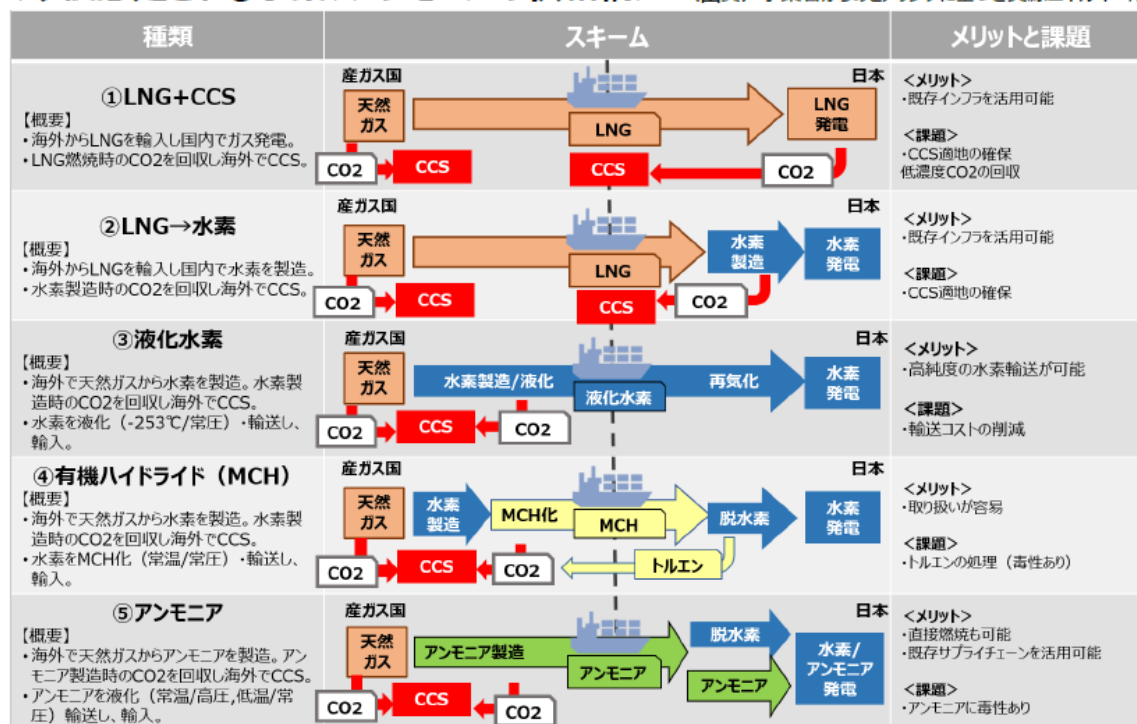 種類
スキーム
メリットと課題
①LNG+CCS
【概要】
・海外からLNGを輸入し国内でガス発電。
・LNG燃焼時のCO2を回収し海外でCCS。
産ガス国
日本
天然
ガス
LNG
LNG
発電
CO2
CCS
CCS
CO2
<メリット>
・既存インフラを活用可能
<課題>
・CCS適地の確保
低濃度CO2の回収
②LNG→水素
【概要】
・海外からLNGを輸入し国内で水素を製造。
・水素製造時のCO2を回収し海外でCCS。
産ガス国
日本
天然
ガス
LNG
水素
製造
水素
発電
CO2
CCS
CCS
CO2
<メリット>
・既存インフラを活用可能
<課題>
・CCS適地の確保
③液化水素
【概要】
・海外で天然ガスから水素を製造。水素製
造時のCO2を回収し海外でCCS。
・水素を液化（-253℃/常圧）・輸送し、
輸入。
産ガス国
日本
天然
ガス
水素製造/液化
液化水素
再気化
水素
発電
CO2
CCS
CO2
<メリット>
・高純度の水素輸送が可能
<課題>
・輸送コストの削減
④有機ハイドライド（MCH）
【概要】
・海外で天然ガスから水素を製造。水素製
造時のCO2を回収し海外でCCS。
・水素をMCH化（常温/常圧）・輸送し、
輸入。
産ガス国
日本
天然
ガス
水素
製造
MCH化
MCH
脱水素
水素
発電
CO2
CCS
CO2
トルエン
<メリット>
・取り扱いが容易
<課題>
・トルエンの処理（毒性あり）
⑤アンモニア
【概要】
・海外で天然ガスからアンモニアを製造。アン
モニア製造時のCO2を回収し海外でCCS。
・アンモニアを液化（常温/高圧,低温/常
圧）輸送し、輸入。
産ガス国
日本
天然
ガス
アンモニア製造
アンモニア
脱水素
アンモニア
水素/
アンモニア
発電
CO2
CCS
CO2
<メリット>
・直接燃焼も可能
・既存サプライチェーンを活用可能
<課題>
・アンモニアに毒性あり